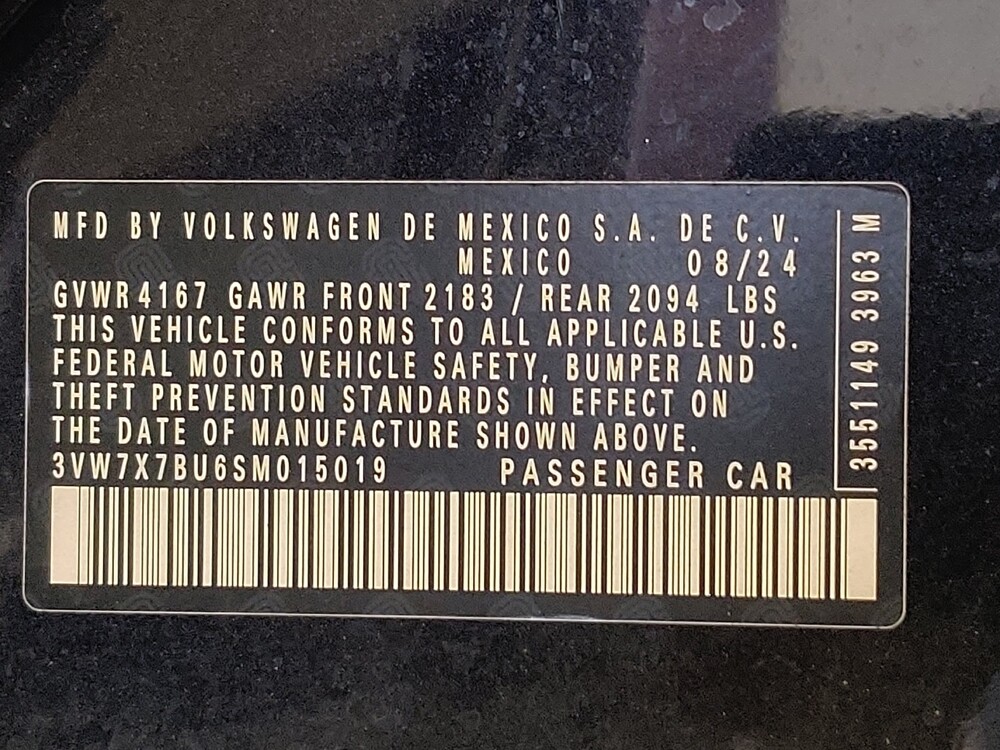 MFD BY VOLKSWAGEN DE MEXICO S.A. DE C.V.
MEXICO 08/24
GVWR 4167 GAWR FRONT 2183 / REAR 2094 LBS
THIS VEHICLE CONFORMS TO ALL APPLICABLE U.S.
FEDERAL MOTOR VEHICLE SAFETY, BUMPER AND
THEFT PREVENTION STANDARDS IN EFFECT ON
THE DATE OF MANUFACTURE SHOWN ABOVE.
3VW7X7BU6SM015019 PASSENGER CAR
3551149 3963 M